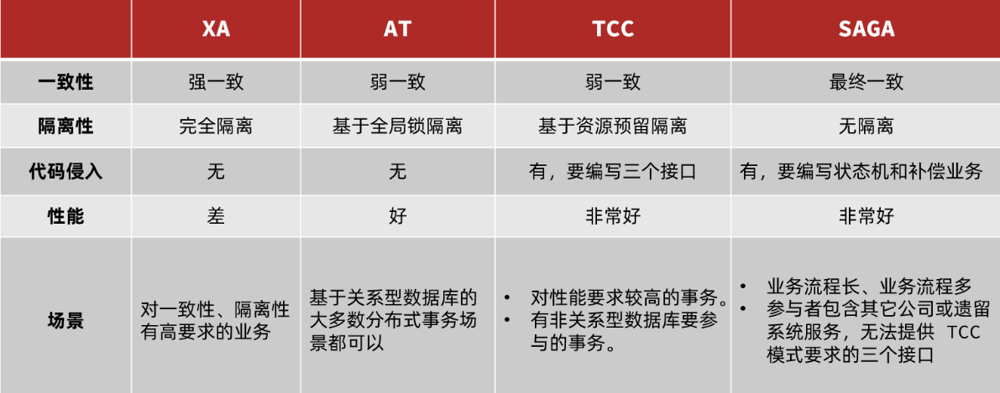 XA AT TCC SAGA
一致性 强一致 弱一致 弱一致 最终一致
隔离性 完全隔离 基于全局锁隔离 基于资源预留隔离 无隔离
代码侵入 无 无 有，要编写三个接口 有，要编写状态机和补偿业务
性能 差 好 非常好 非常好
场景
对一致性、隔离性
有高要求的业务
基于关系型数据库的
大多数分布式事务场
景都可以
• 对性能要求较高的事务。
• 有非关系型数据库要参
与的事务。
• 业务流程长、业务流程多
• 参与者包含其它公司或遗留
系统服务，无法提供 TCC
模式要求的三个接口